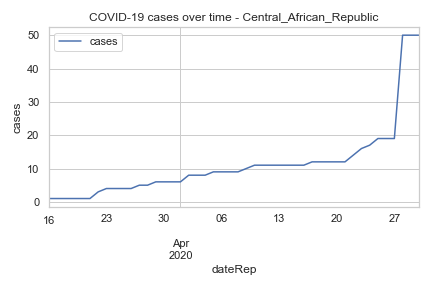 COVID-19 cases over time - Central_African_Republic
cases
50
40
30
20
10
0
cases
16 23 30 06 13 20 27
Apr
2020
dateRep